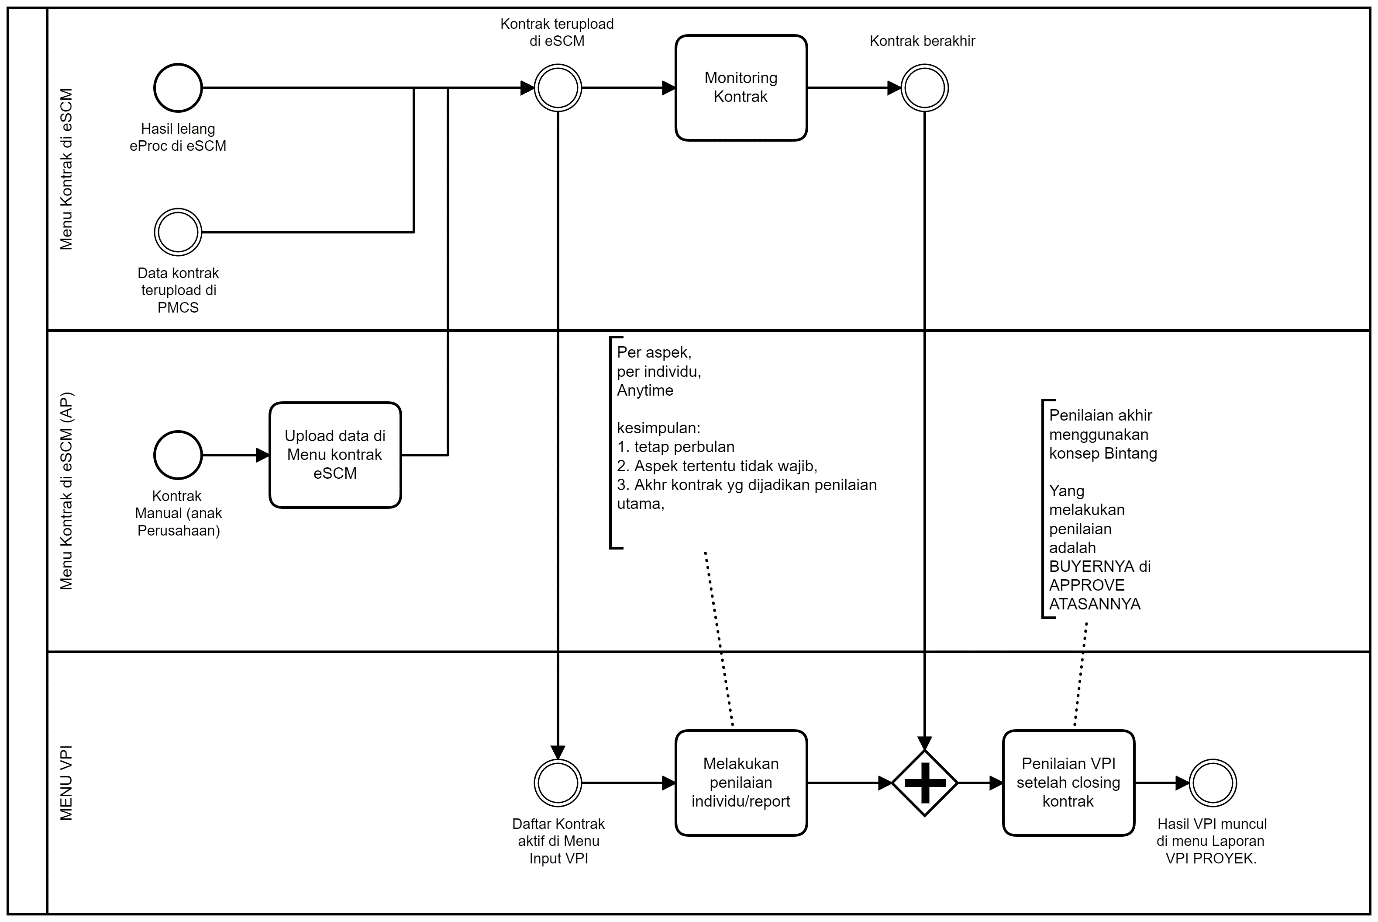 Menu Kontrak di eSCM
Hasil lelang
eProc di eSCM
Data kontrak
terupload di
PMCS
Kontrak terupload
di eSCM
Monitoring
Kontrak
Kontrak berakhir
Menu Kontrak di eSCM (AP)
Kontrak
Manual (anak
Perusahaan)
Upload data di
Menu kontrak
eSCM
Per aspek,
per individu,
Anytime
kesimpulan:
1. tetap perbulan
2. Aspek tertentu tidak wajib,
3. Akhr kontrak yg dijadikan penilaian
utama,
Penilaian akhir
menggunakan
konsep Bintang
Yang
melakukan
penilaian
adalah
BUYERNYA di
APPROVE
ATASANNYA
MENU VPI
Daftar Kontrak
aktif di Menu
Input VPI
Melakukan
penilaian
individu/report
Penilaian VPI
setelah closing
kontrak
Hasil VPI muncul
di menu Laporan
VPI PROYEK.